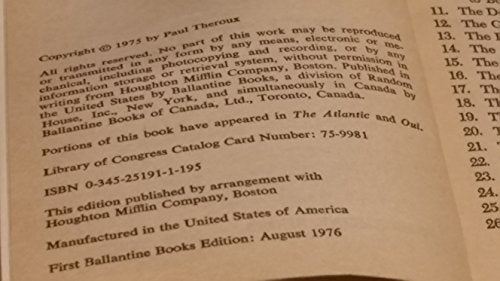 Copyright © 1975 by Paul Theroux
All rights reserved. No part of this work may be reproduced
or transmitted in any form by any means, electronic or me-
chanical, including photocopying and recording, or by any
information storage or retrieval system, without permission in
writing from Houghton Mifflin Company, Boston. Published in
the United States by Ballantine Books, a division of Random
House, Inc., New York, and simultaneously in Canada by
Ballantine Books of Canada, Ltd., Toronto, Canada.
Portions of this book have appeared in The Atlantic and Oui.
Library of Congress Catalog Card Number: 75-9981
ISBN 0-345-25191-1-195
This edition published by arrangement with
Houghton Mifflin Company, Boston
Manufactured in the United States of America
First Ballantine Books Edition: August 1976
11. The D
12. The
13. The
14. The
15. The
16. The
17. The
18. The
19. The
20. Th
21.
22.
23.
24.
25.
26